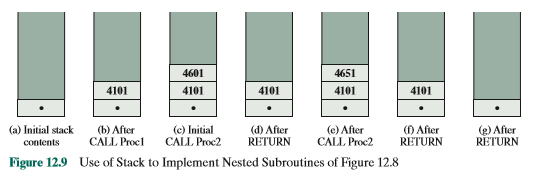 4601
4651
4101
4101
4101
4101
4101
(a) Initial stack contents
(b) After CALL Proc1
(c) Initial CALL Proc2
(d) After RETURN
(e) After CALL Proc2
(f) After RETURN
(g) After RETURN
Figure 12.9 Use of Stack to Implement Nested Subroutines of Figure 12.8